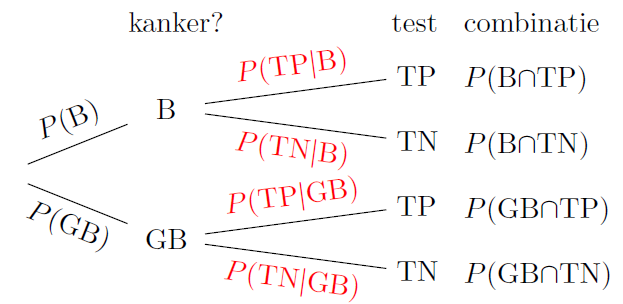 kanker? test combinatie
P(TP|B) TP P(B∩TP)
P(B) B
P(TN|B) TN P(B∩TN)
P(TP|GB) TP P(GB∩TP)
P(GB) GB
P(TN|GB) TN P(GB∩TN)